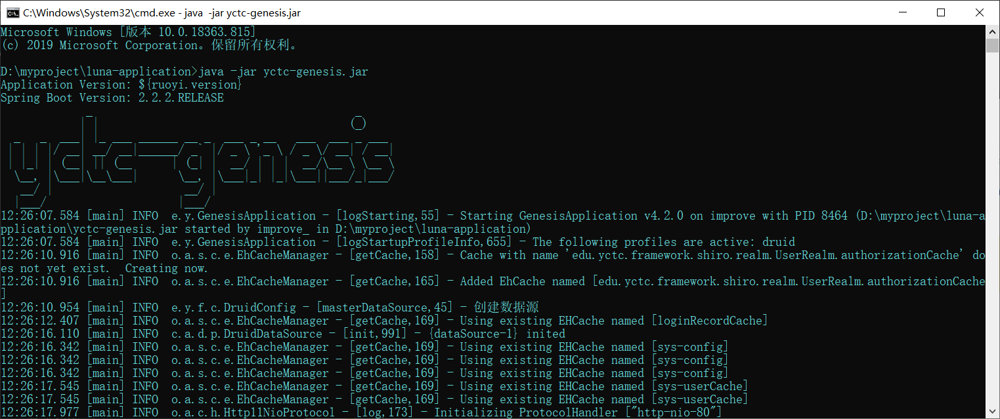 C:\Windows\System32\cmd.exe - java  -jar yctc-genesis.jar
Microsoft Windows [版本 10.0.18363.815]
(c) 2019 Microsoft Corporation。保留所有权利。
D:\myproject\luna-application>java -jar yctc-genesis.jar
Application Version: ${ruoyi.version}
Spring Boot Version: 2.2.2.RELEASE
yctc-genesis
12:26:07.584 [main] INFO  e.y.GenesisApplication - [logStarting,55] - Starting GenesisApplication v4.2.0 on improve with PID 8464 (D:\myproject\luna-a
pplication\yctc-genesis.jar started by improve_ in D:\myproject\luna-application)
12:26:07.584 [main] INFO  e.y.GenesisApplication - [logStartupProfileInfo,655] - The following profiles are active: druid
12:26:10.916 [main] INFO  o.a.s.c.e.EhCacheManager - [getCache,158] - Cache with name 'edu.yctc.framework.shiro.realm.UserRealm.authorizationCache' do
es not yet exist.  Creating now.
12:26:10.916 [main] INFO  o.a.s.c.e.EhCacheManager - [getCache,165] - Added EhCache named [edu.yctc.framework.shiro.realm.UserRealm.authorizationCache
]
12:26:10.954 [main] INFO  e.y.f.c.DruidConfig - [masterDataSource,45] - 创建数据源
12:26:12.407 [main] INFO  o.a.s.c.e.EhCacheManager - [getCache,169] - Using existing EHCache named [loginRecordCache]
12:26:16.110 [main] INFO  c.a.d.p.DruidDataSource - [init,991] - {dataSource-1} inited
12:26:16.342 [main] INFO  o.a.s.c.e.EhCacheManager - [getCache,169] - Using existing EHCache named [sys-config]
12:26:16.342 [main] INFO  o.a.s.c.e.EhCacheManager - [getCache,169] - Using existing EHCache named [sys-config]
12:26:16.342 [main] INFO  o.a.s.c.e.EhCacheManager - [getCache,169] - Using existing EHCache named [sys-config]
12:26:17.545 [main] INFO  o.a.s.c.e.EhCacheManager - [getCache,169] - Using existing EHCache named [sys-userCache]
12:26:17.545 [main] INFO  o.a.s.c.e.EhCacheManager - [getCache,169] - Using existing EHCache named [sys-userCache]
12:26:17.977 [main] INFO  o.a.c.h.Http11NioProtocol - [log,173] - Initializing ProtocolHandler ["http-nio-80"]